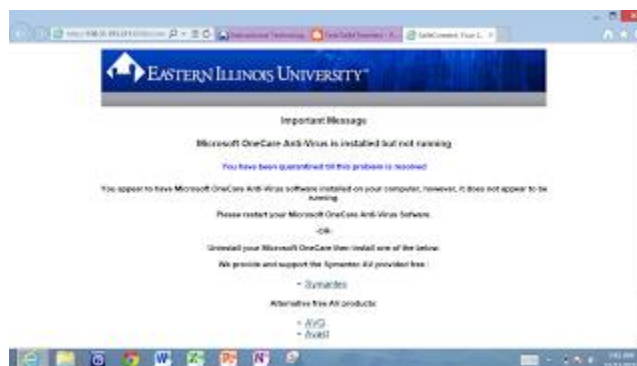 EASTERN ILLINOIS UNIVERSITY
Important Message
Microsoft OneCare Anti-Virus is installed but not running
You have been quarantined till this problem is resolved
You appear to have Microsoft OneCare Anti-Virus software installed on your computer, however, it does not appear to be
running
Please restart your Microsoft OneCare Anti-Virus Software.
-OR-
Uninstall your Microsoft OneCare then install one of the below:
We provide and support the Symantec AV provided free :
- Symantec
Alternative free AV products:
- AVG
- Avast